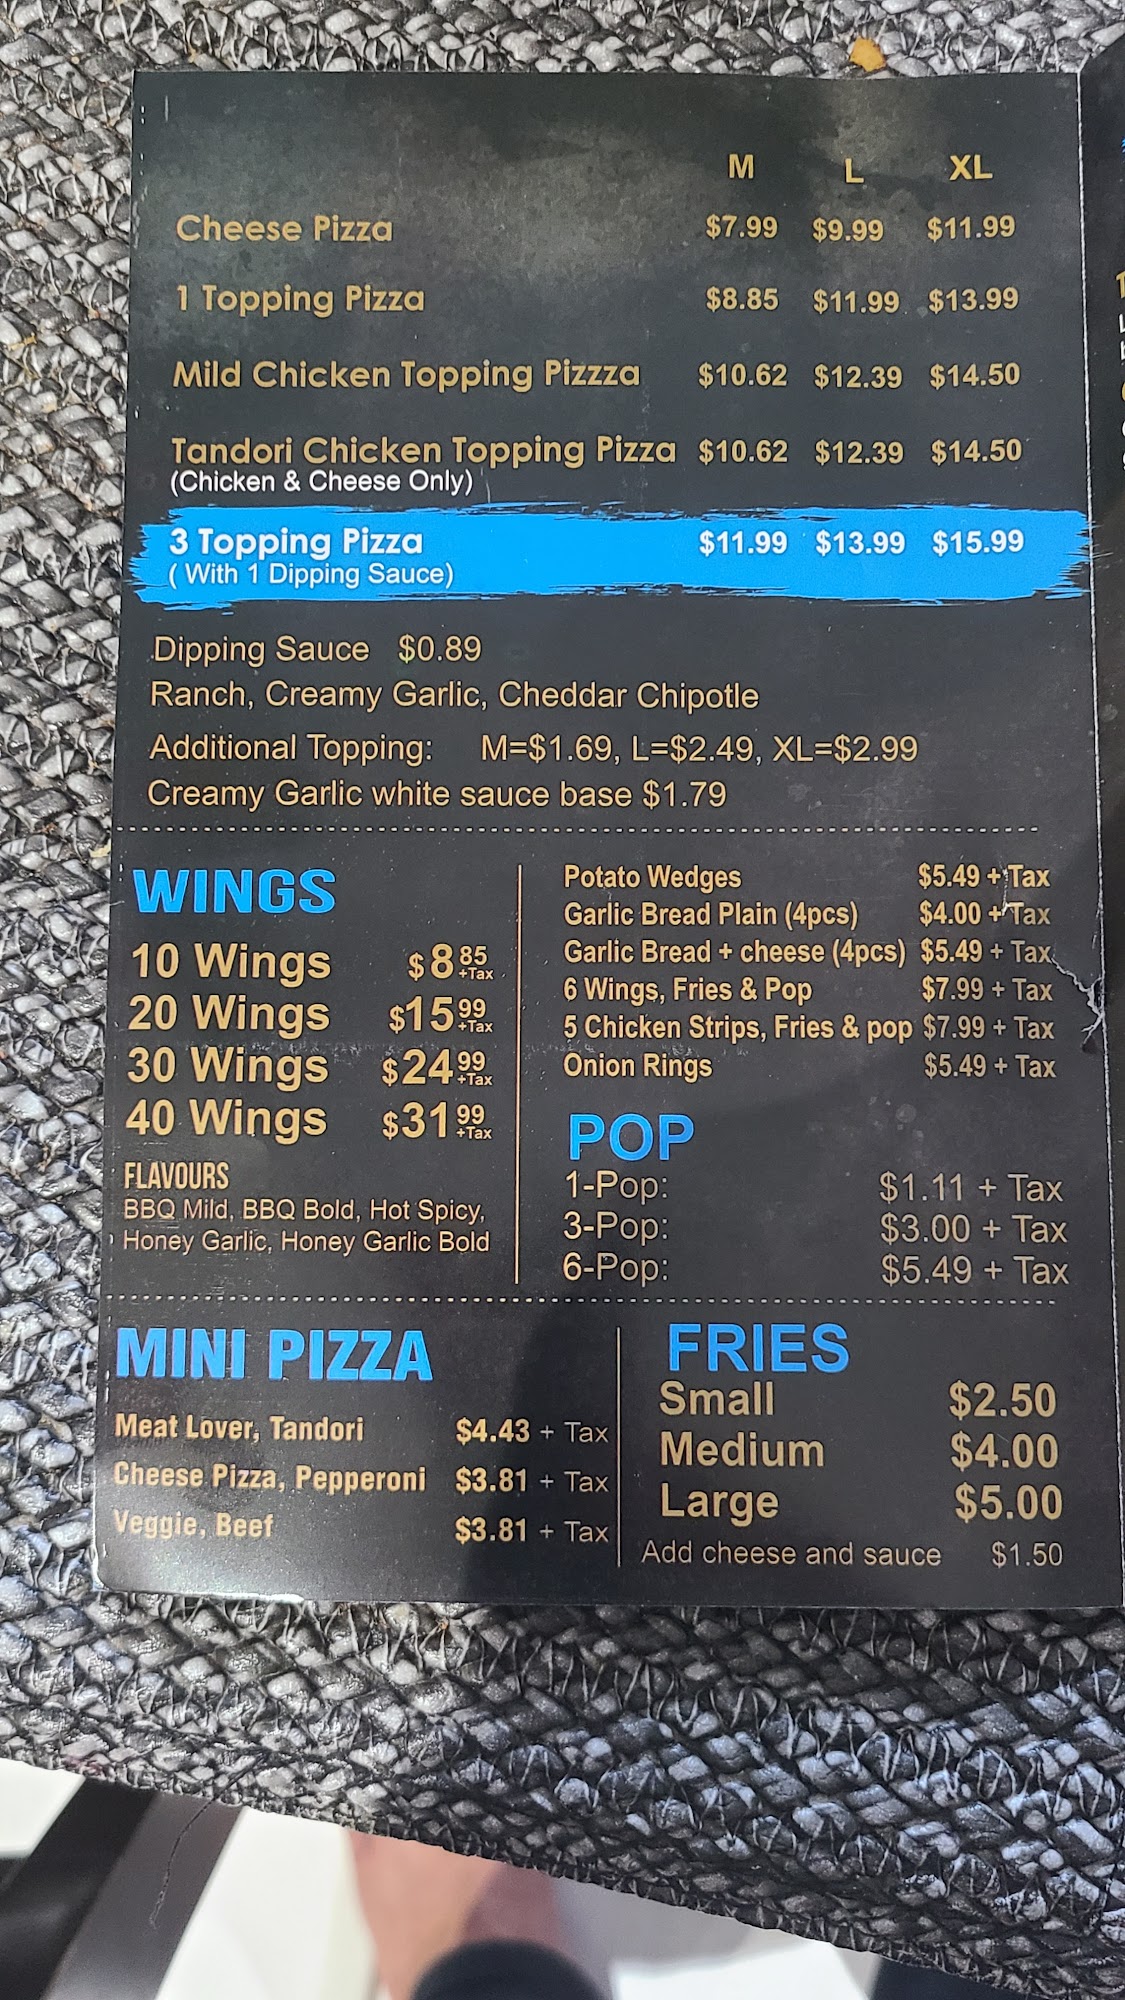 M L XL
Cheese Pizza $7.99 $9.99 $11.99
1 Topping Pizza $8.85 $11.99 $13.99
Mild Chicken Topping Pizzza $10.62 $12.39 $14.50
Tandori Chicken Topping Pizza $10.62 $12.39 $14.50
(Chicken & Cheese Only)
3 Topping Pizza $11.99 $13.99 $15.99
( With 1 Dipping Sauce)
Dipping Sauce $0.89
Ranch, Creamy Garlic, Cheddar Chipotle
Additional Topping: M=$1.69, L=$2.49, XL=$2.99
Creamy Garlic white sauce base $1.79
WINGS
10 Wings $8.85 +Tax
20 Wings $15.99 +Tax
30 Wings $24.99 +Tax
40 Wings $31.99 +Tax
FLAVOURS
BBQ Mild, BBQ Bold, Hot Spicy,
Honey Garlic, Honey Garlic Bold
Potato Wedges $5.49 + Tax
Garlic Bread Plain (4pcs) $4.00 + Tax
Garlic Bread + cheese (4pcs) $5.49 + Tax
6 Wings, Fries & Pop $7.99 + Tax
5 Chicken Strips, Fries & pop $7.99 + Tax
Onion Rings $5.49 + Tax
POP
1-Pop: $1.11 + Tax
3-Pop: $3.00 + Tax
6-Pop: $5.49 + Tax
MINI PIZZA
Meat Lover, Tandori $4.43 + Tax
Cheese Pizza, Pepperoni $3.81 + Tax
Veggie, Beef $3.81 + Tax
FRIES
Small $2.50
Medium $4.00
Large $5.00
Add cheese and sauce $1.50